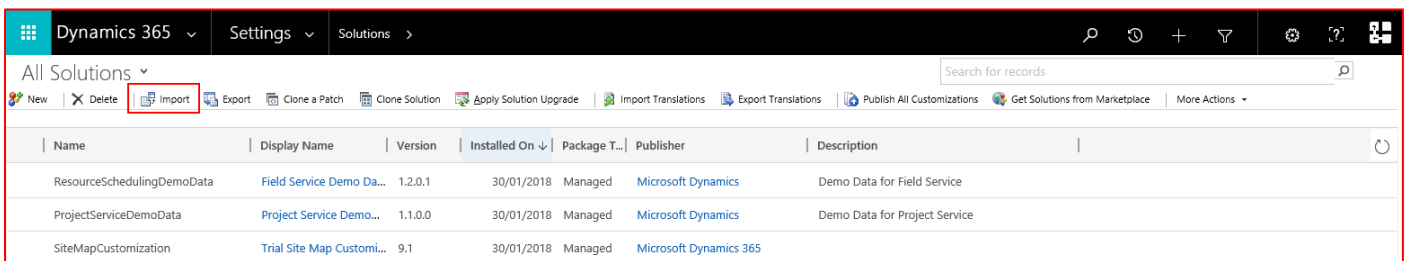 Dynamics 365 Settings Solutions >
All Solutions
Search for records
New Delete Import Export Clone a Patch Clone Solution Apply Solution Upgrade Import Translations Export Translations Publish All Customizations Get Solutions from Marketplace More Actions
Name Display Name Version Installed On ↓ Package T... Publisher Description
ResourceSchedulingDemoData Field Service Demo Da... 1.2.0.1 30/01/2018 Managed Microsoft Dynamics Demo Data for Field Service
ProjectServiceDemoData Project Service Demo... 1.1.0.0 30/01/2018 Managed Microsoft Dynamics Demo Data for Project Service
SiteMapCustomization Trial Site Map Customi... 9.1 30/01/2018 Managed Microsoft Dynamics 365